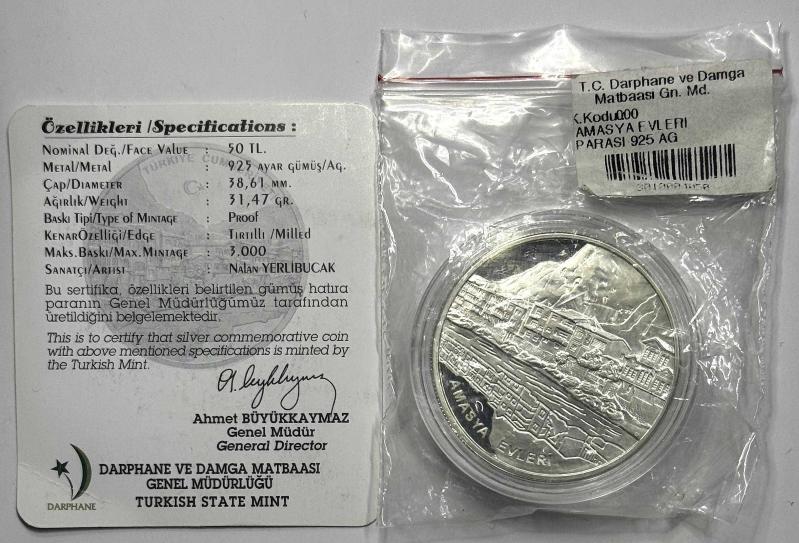 Özellikleri /Specifications :
Nominal Değ./Face Value : 50 TL.
Metal/Metal : 925 ayar gümüş/Ag.
Çap/Diameter : 38,61 mm.
Ağırlık/Weight : 31,47 gr.
Baskı Tipi/Type of Mintage : Proof
KenarÖzelliği/Edge : Tırtıllı /Milled
Maks.Baskı/Max.Mintage : 3.000
Sanatçı/Artist : Nalan YERLİBUCAK
TÜRKİYE
Bu sertifika, özellikleri belirtilen gümüş hatıra
paranın Genel Müdürlüğümüz tarafından
üretildiğini belgelemektedir.
This is to certify that silver commemorative coin
with above mentioned specifications is minted by
the Turkish Mint.
Ahmet BÜYÜKKAYMAZ
Genel Müdür
General Director
DARPHANE
DARPHANE VE DAMGA MATBAASI
GENEL MÜDÜRLÜĞÜ
TURKISH STATE MINT
T.C. Darphane ve Damga
Matbaası Gn. Md.
AMASYA EVLERİ
PARASI 925 AG
AMASYA EVLERİ